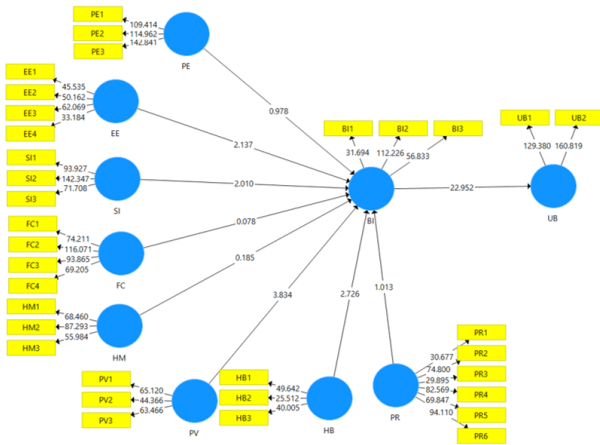 PE1
109.414
PE2
114.962
PE3
142.841
PE
0.978
EE1
45.535
EE2
50.162
EE3
62.069
EE4
33.184
EE
2.137
BI1
BI2
BI3
31.694
112.226
56.833
UB1
UB2
129.380
160.819
SI1
93.927
SI2
142.347
SI3
71.708
SI
2.010
BI
22.952
UB
FC1
74.211
FC2
116.071
FC3
93.865
FC4
69.205
FC
0.078
HM1
68.460
HM2
87.293
HM3
55.984
HM
0.185
3.834
2.726
1.013
PV1
65.120
PV2
44.366
PV3
63.466
PV
HB1
49.642
HB2
25.512
HB3
40.005
HB
PR
PR1
30.677
PR2
74.800
PR3
29.895
PR4
82.569
PR5
69.847
PR6
94.110